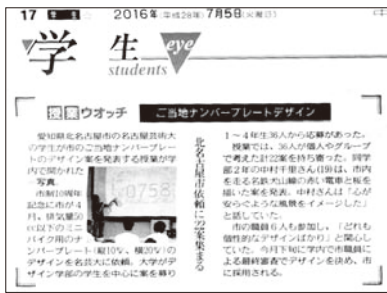 17 学生
2016年(平成28年)7月5日(火曜日)
学生
eye
students
授業ウオッチ ご当地ナンバープレートデザイン
北名古屋市依頼に22案集まる
愛知県北名古屋市の名古屋芸術大
の学生が市のご当地ナンバープレー
トのデザイン案を発表する授業が学
内で開かれた
=写真。
市制10周年
記念に市が4
月、排気量50
cc以下のミニ
バイク用のナ
ンバープレート(縦10㌢、横20㌢)の
デザインを名芸大に依頼。大学がデ
ザイン学部の学生を中心に案を募り
0758
1～4年生36人から応募があった。
授業では、36人が個人やグループ
で考えた計22案を持ち寄った。同学
部2年の中村千里さん(19)は、市内
を走る名鉄犬山線の赤い電車と桜を
描いた案を発表。中村さんは「心が
安らぐような風景をイメージした」
と話していた。
市の職員6人も参加し、「どれも
個性的なデザインばかり」と関心し
ていた。今月下旬に学内で市職員に
よる最終審査でデザインを決め、市
に採用される。